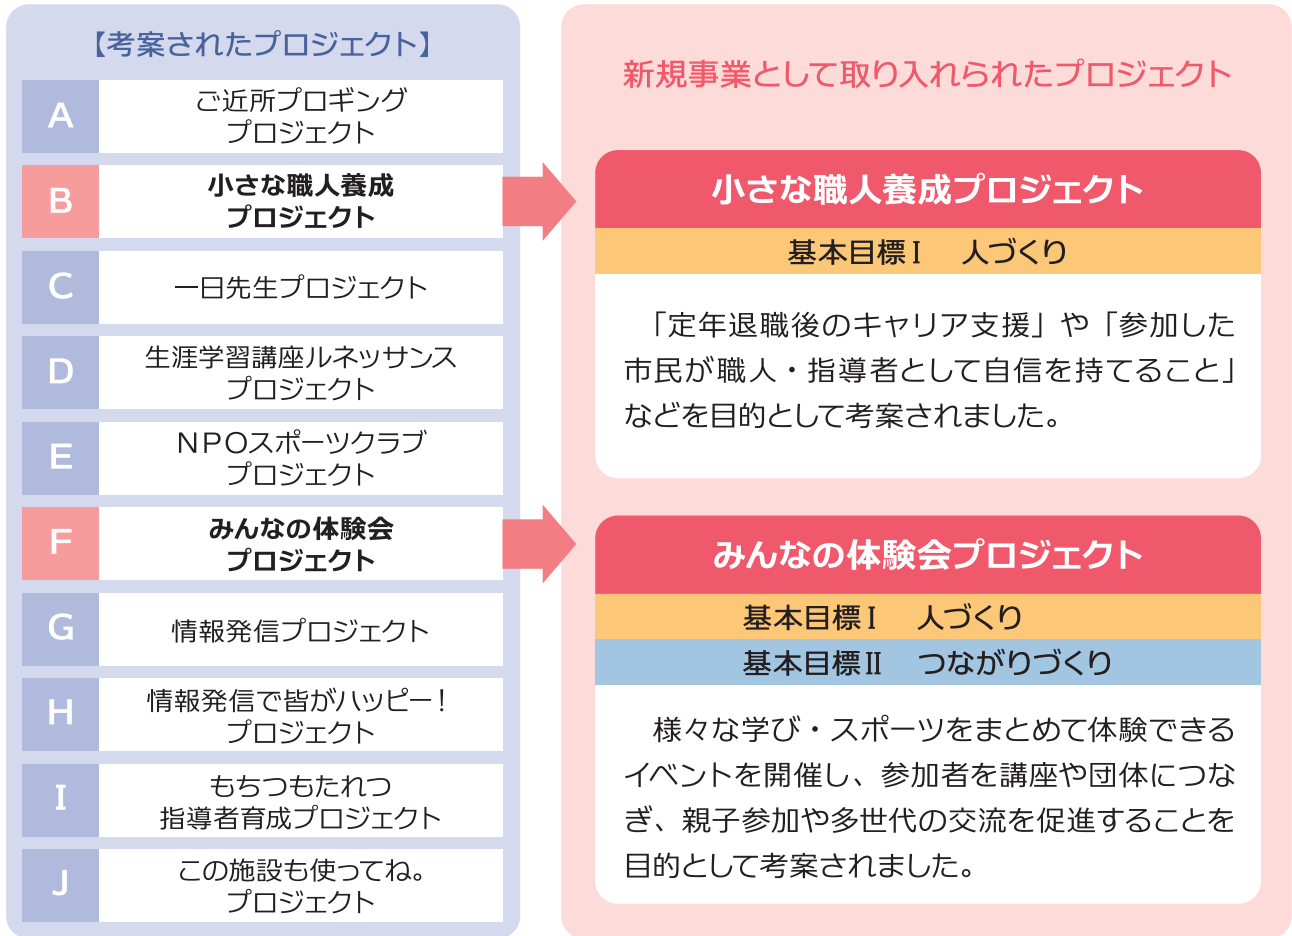 【考案されたプロジェクト】
A
ご近所プロギング
プロジェクト
B
小さな職人養成
プロジェクト
C
一日先生プロジェクト
D
生涯学習講座ルネッサンス
プロジェクト
E
NPOスポーツクラブ
プロジェクト
F
みんなの体験会
プロジェクト
G
情報発信プロジェクト
H
情報発信で皆がハッピー!
プロジェクト
I
もちつもたれつ
指導者育成プロジェクト
J
この施設も使ってね。
プロジェクト
新規事業として取り入れられたプロジェクト
小さな職人養成プロジェクト
基本目標Ⅰ 人づくり
「定年退職後のキャリア支援」や「参加した
市民が職人・指導者として自信を持てること」
などを目的として考案されました。
みんなの体験会プロジェクト
基本目標Ⅰ 人づくり
基本目標Ⅱ つながりづくり
様々な学び・スポーツをまとめて体験できる
イベントを開催し、参加者を講座や団体につな
ぎ、親子参加や多世代の交流を促進することを
目的として考案されました。